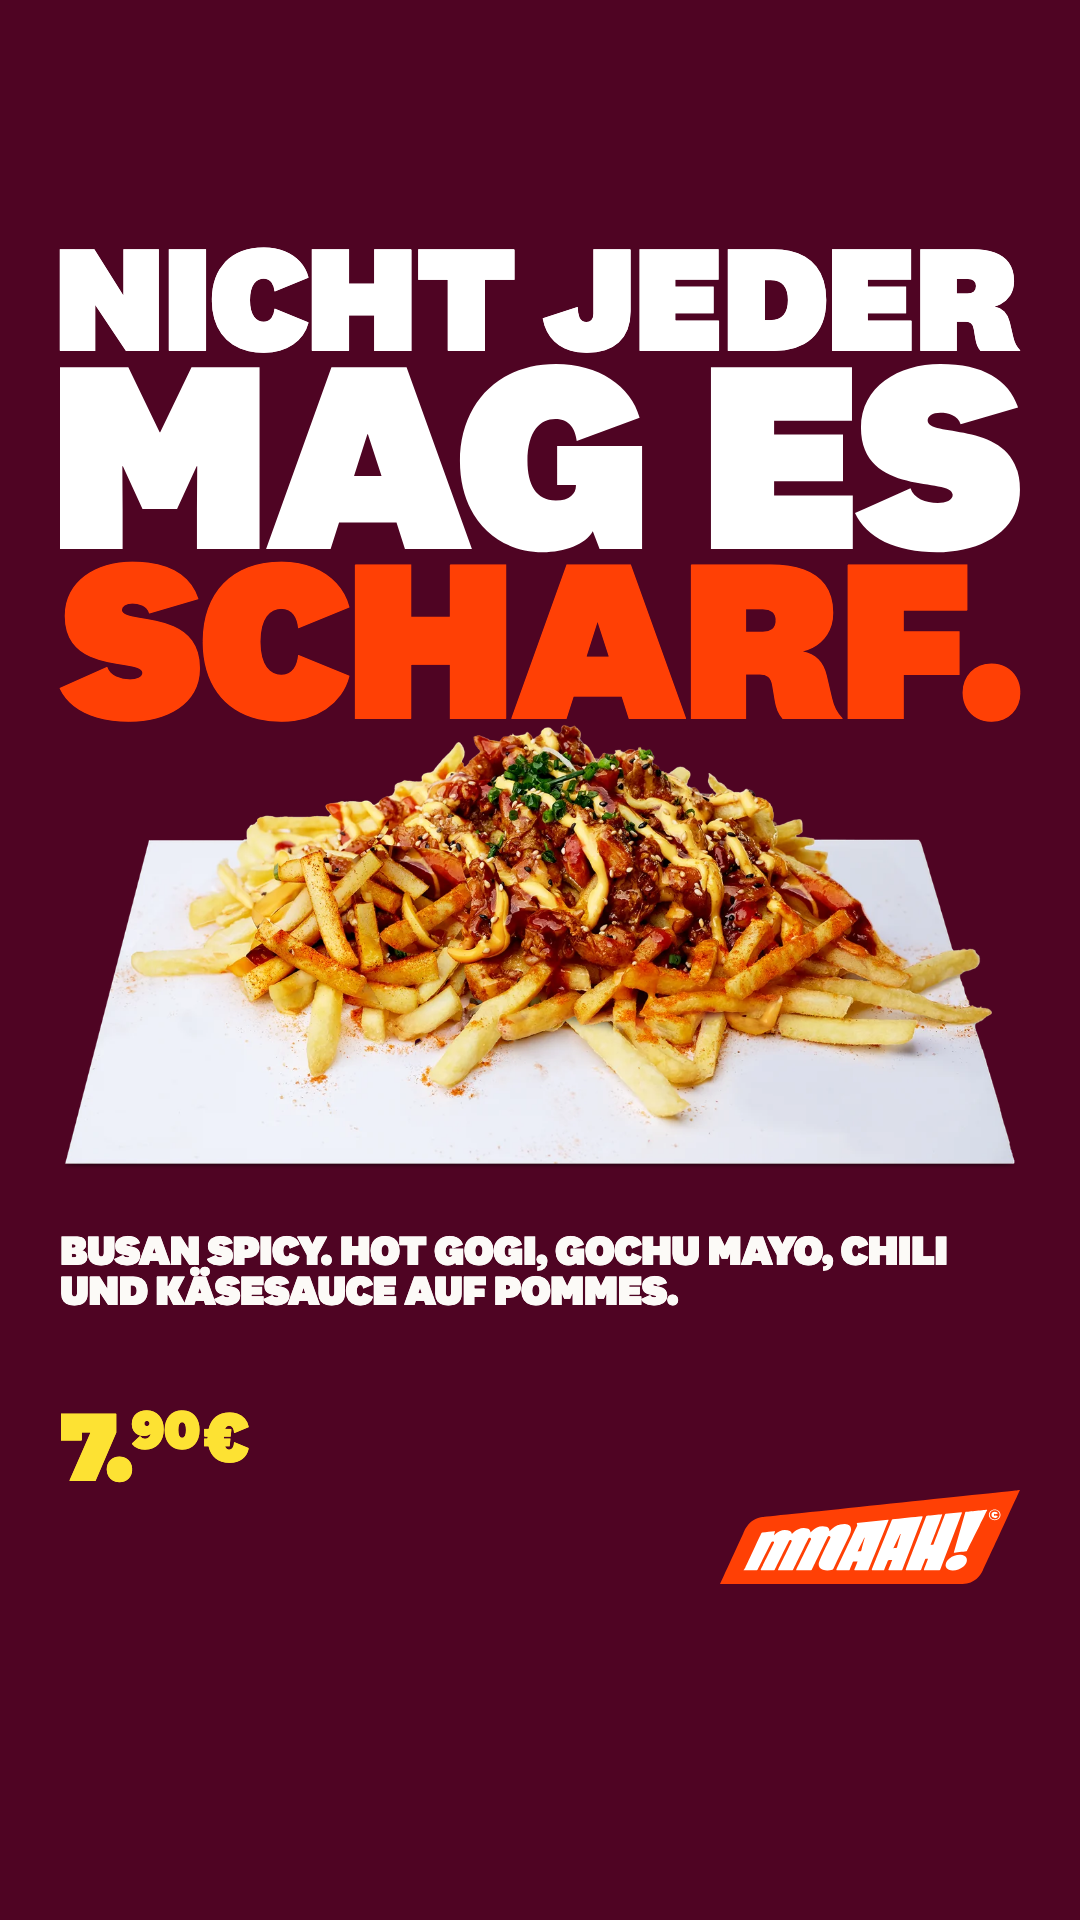 NICHT JEDER
MAG ES
SCHARF.
BUSAN SPICY. HOT GOGI, GOCHU MAYO, CHILI
UND KÄSESAUCE AUF POMMES.
7.90€
mmAAH!©